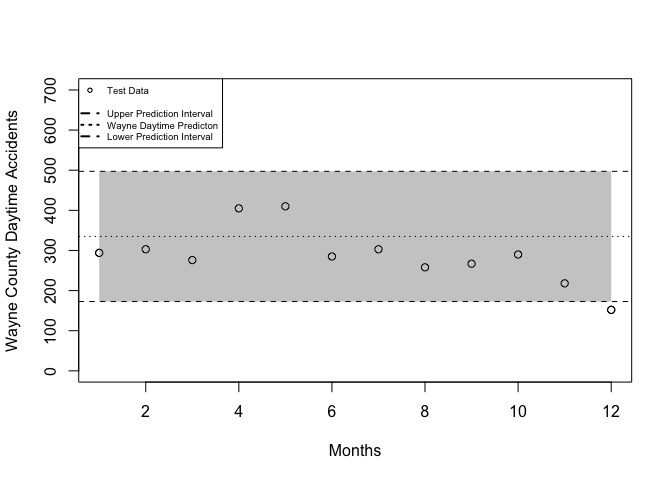 Wayne County Daytime Accidents
700
600
500
400
300
200
100
0
Test Data
Upper Prediction Interval
Wayne Daytime Predicton
Lower Prediction Interval
2 4 6 8 10 12
Months